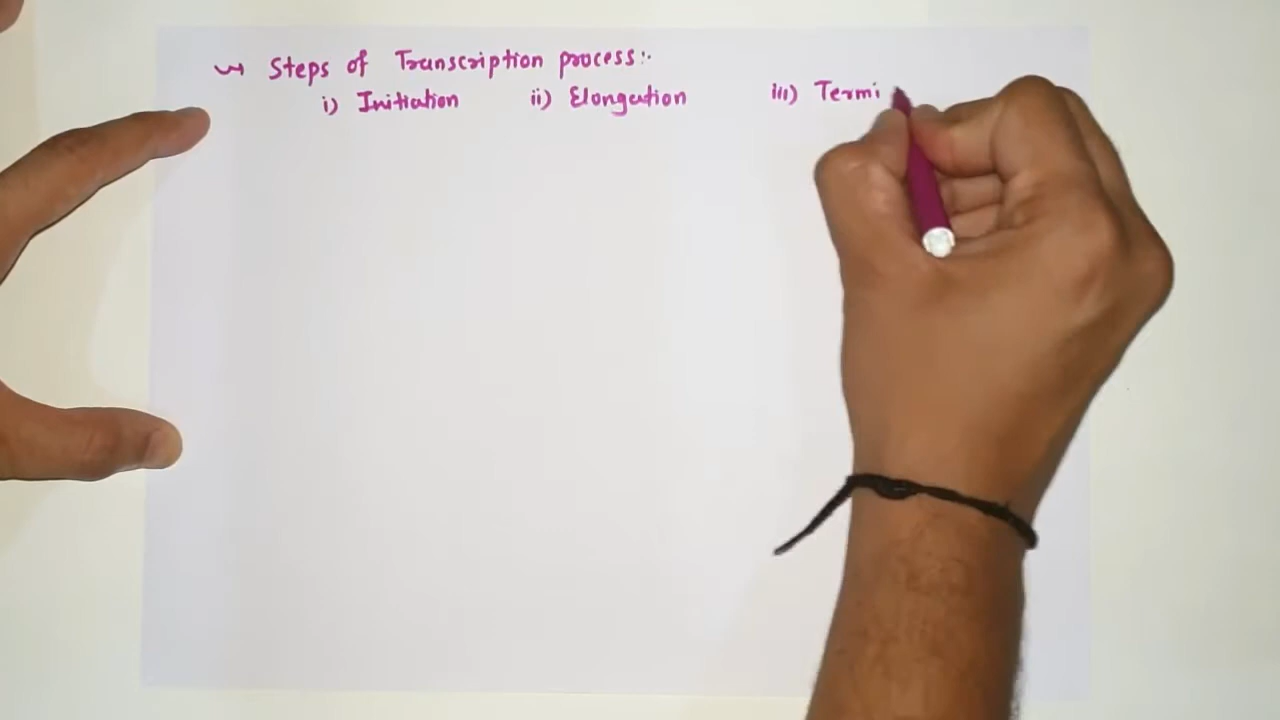 ↝ Steps of Transcription process:-
i) Initiation ii) Elongation iii) Termi